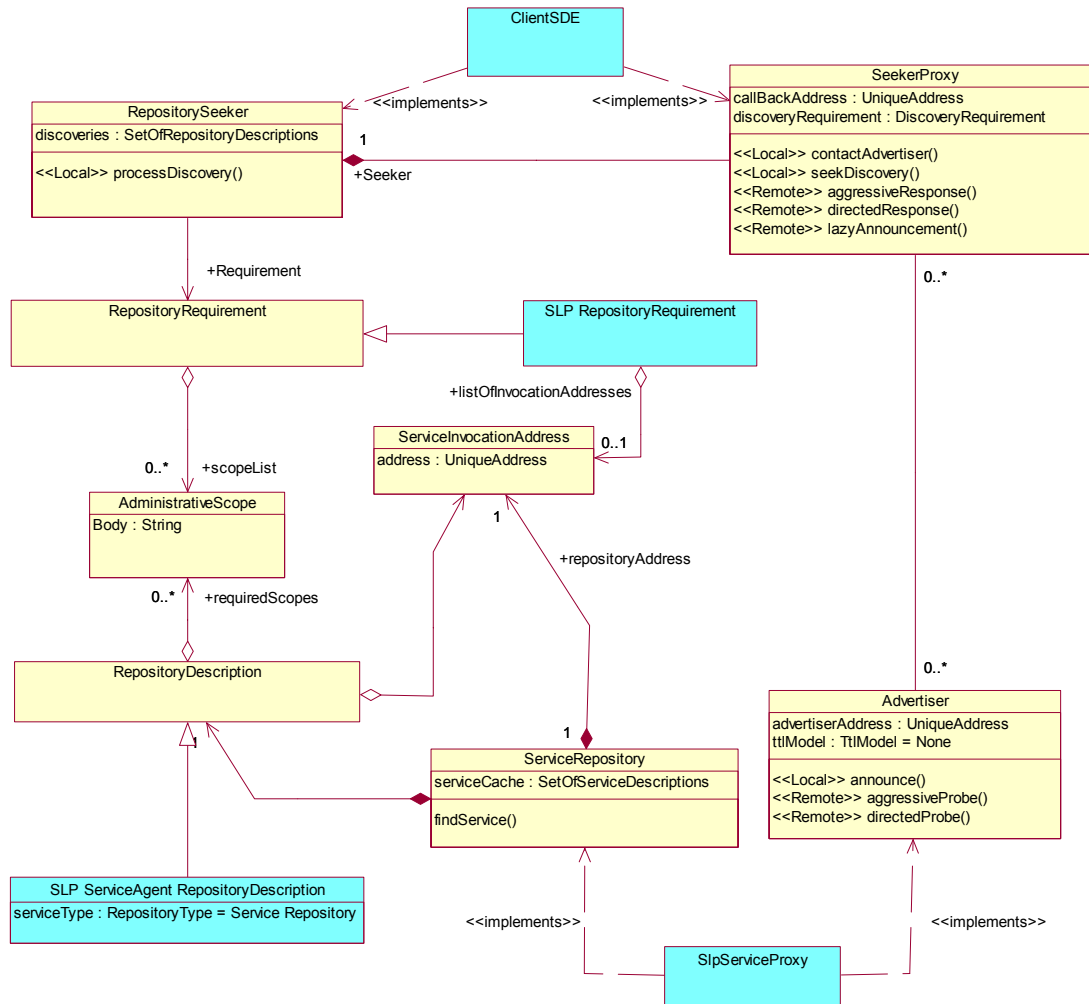 ClientSDE
<<implements>>
<<implements>>
RepositorySeeker
discoveries : SetOfRepositoryDescriptions
<<Local>> processDiscovery()
1
+Seeker
SeekerProxy
callBackAddress : UniqueAddress
discoveryRequirement : DiscoveryRequirement
<<Local>> contactAdvertiser()
<<Local>> seekDiscovery()
<<Remote>> aggressiveResponse()
<<Remote>> directedResponse()
<<Remote>> lazyAnnouncement()
0..*
+Requirement
RepositoryRequirement
SLP RepositoryRequirement
+listOfInvocationAddresses
0..1
ServiceInvocationAddress
address : UniqueAddress
0..*
+scopeList
AdministrativeScope
Body : String
1
+repositoryAddress
0..*
+requiredScopes
RepositoryDescription
0..*
Advertiser
advertiserAddress : UniqueAddress
ttlModel : TtlModel = None
<<Local>> announce()
<<Remote>> aggressiveProbe()
<<Remote>> directedProbe()
1
1
ServiceRepository
serviceCache : SetOfServiceDescriptions
findService()
SLP ServiceAgent RepositoryDescription
serviceType : RepositoryType = Service Repository
<<implements>>
<<implements>>
SlpServiceProxy